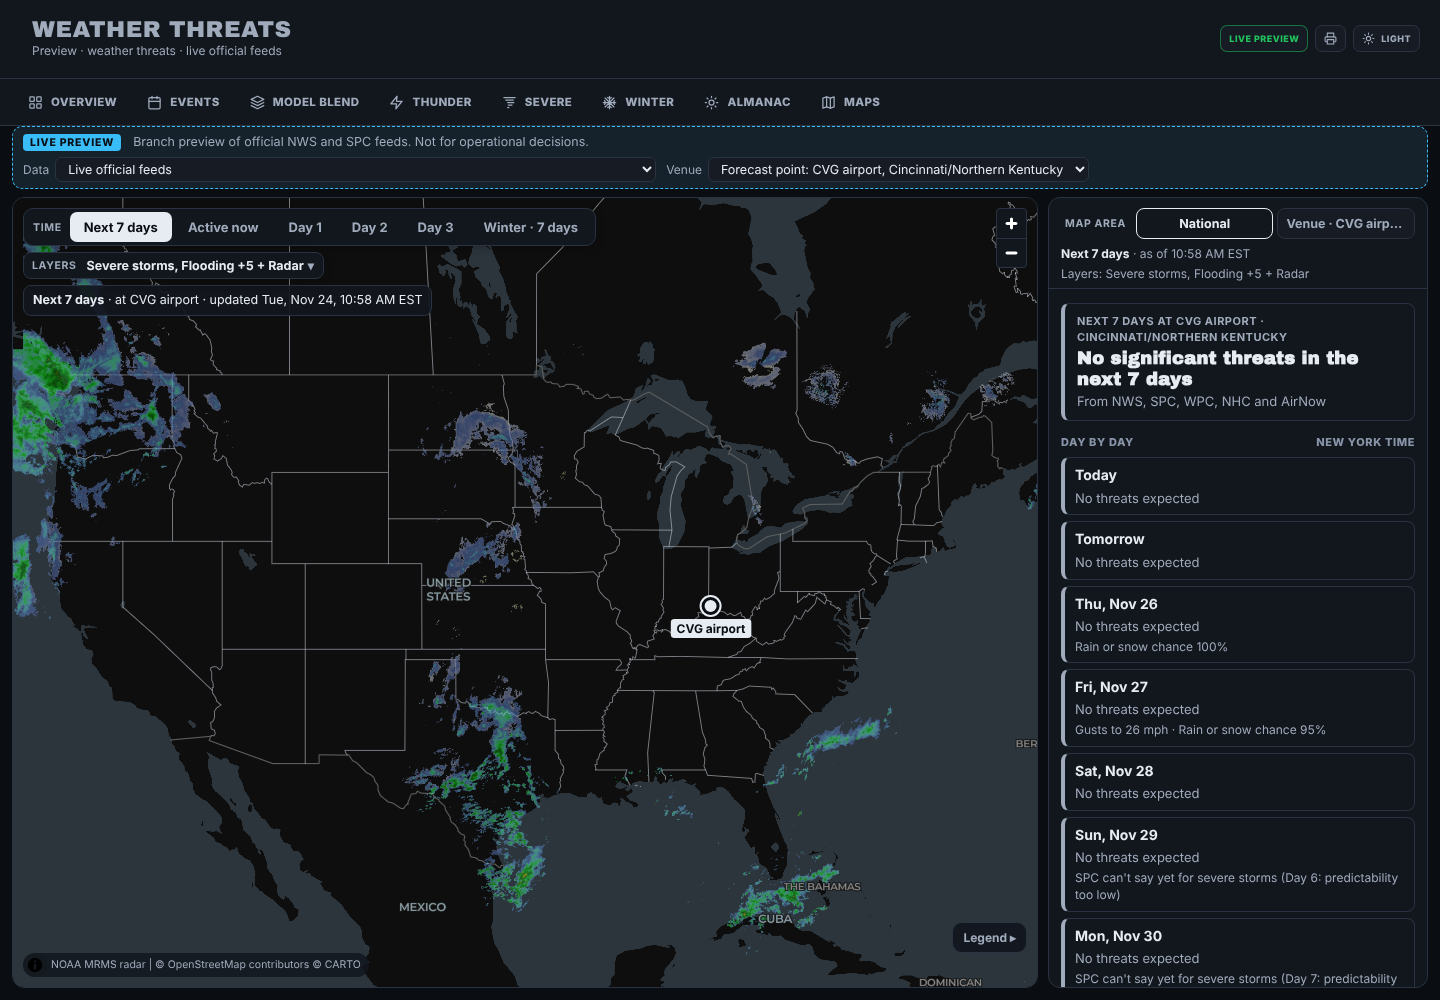 WEATHER THREATS
Preview · weather threats · live official feeds
LIVE PREVIEW
LIGHT
OVERVIEW
EVENTS
MODEL BLEND
THUNDER
SEVERE
WINTER
ALMANAC
MAPS
LIVE PREVIEW Branch preview of official NWS and SPC feeds. Not for operational decisions.
Data Live official feeds Venue Forecast point: CVG airport, Cincinnati/Northern Kentucky
TIME Next 7 days Active now Day 1 Day 2 Day 3 Winter · 7 days
LAYERS Severe storms, Flooding +5 + Radar ▾
Next 7 days · at CVG airport · updated Tue, Nov 24, 10:58 AM EST
+
−
UNITED
STATES
CVG airport
BER
THE BAHAMAS
MEXICO
CUBA
DOMINICAN
Legend ▸
NOAA MRMS radar | © OpenStreetMap contributors © CARTO
MAP AREA National Venue · CVG airp...
Next 7 days · as of 10:58 AM EST
Layers: Severe storms, Flooding +5 + Radar
NEXT 7 DAYS AT CVG AIRPORT ·
CINCINNATI/NORTHERN KENTUCKY
No significant threats in the
next 7 days
From NWS, SPC, WPC, NHC and AirNow
DAY BY DAY NEW YORK TIME
Today
No threats expected
Tomorrow
No threats expected
Thu, Nov 26
No threats expected
Rain or snow chance 100%
Fri, Nov 27
No threats expected
Gusts to 26 mph · Rain or snow chance 95%
Sat, Nov 28
No threats expected
Sun, Nov 29
No threats expected
SPC can't say yet for severe storms (Day 6: predictability
too low)
Mon, Nov 30
No threats expected
SPC can't say yet for severe storms (Day 7: predictability